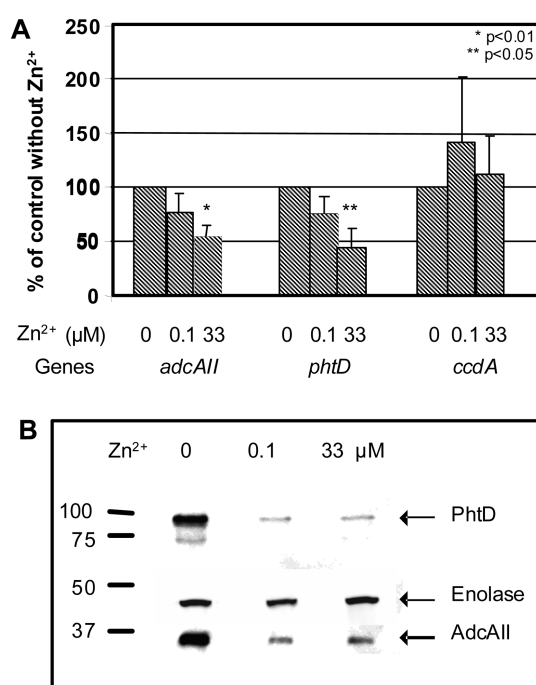 A
% of control without Zn²⁺
250
200
150
100
50
0
* p<0.01
** p<0.05
*
**
Zn²⁺ (µM) 0 0.1 33 0 0.1 33 0 0.1 33
Genes adcAII phtD ccdA
B
Zn²⁺ 0 0.1 33 µM
100
75
50
37
PhtD
Enolase
AdcAII